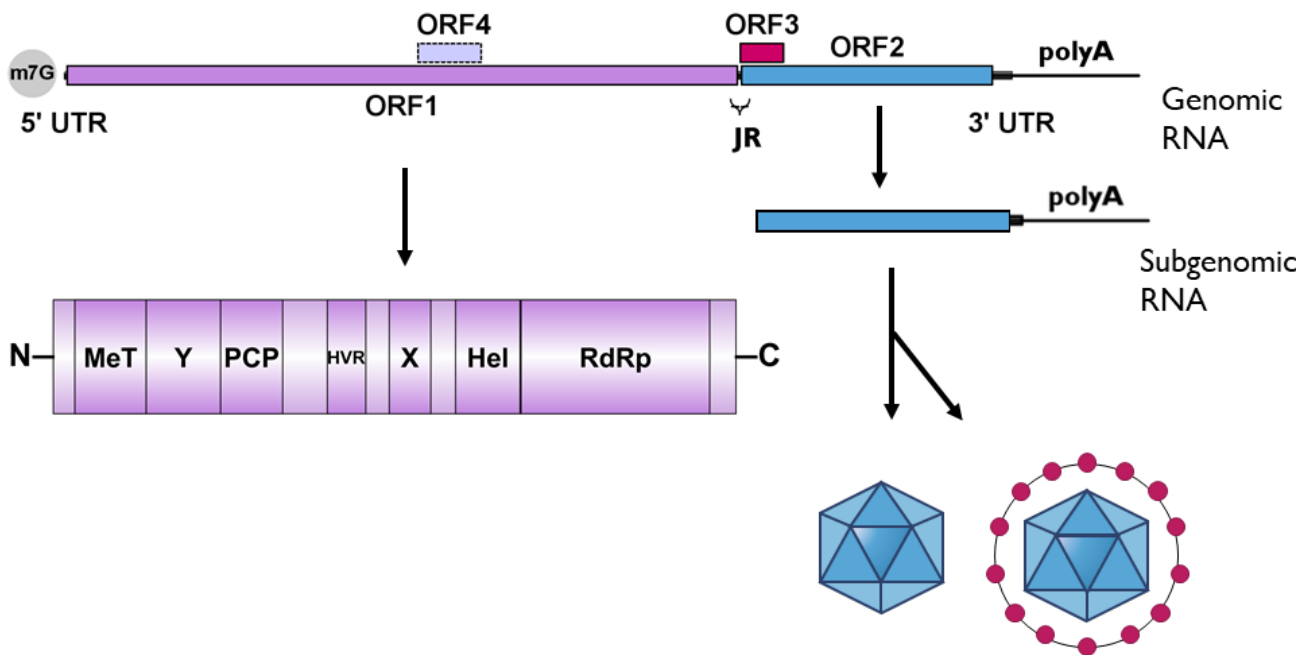 ORF4
ORF3
ORF2
polyA
m7G
ORF1
5' UTR
JR
3' UTR
Genomic
RNA
polyA
Subgenomic
RNA
N
MeT
Y
PCP
HVR
X
Hel
RdRp
C